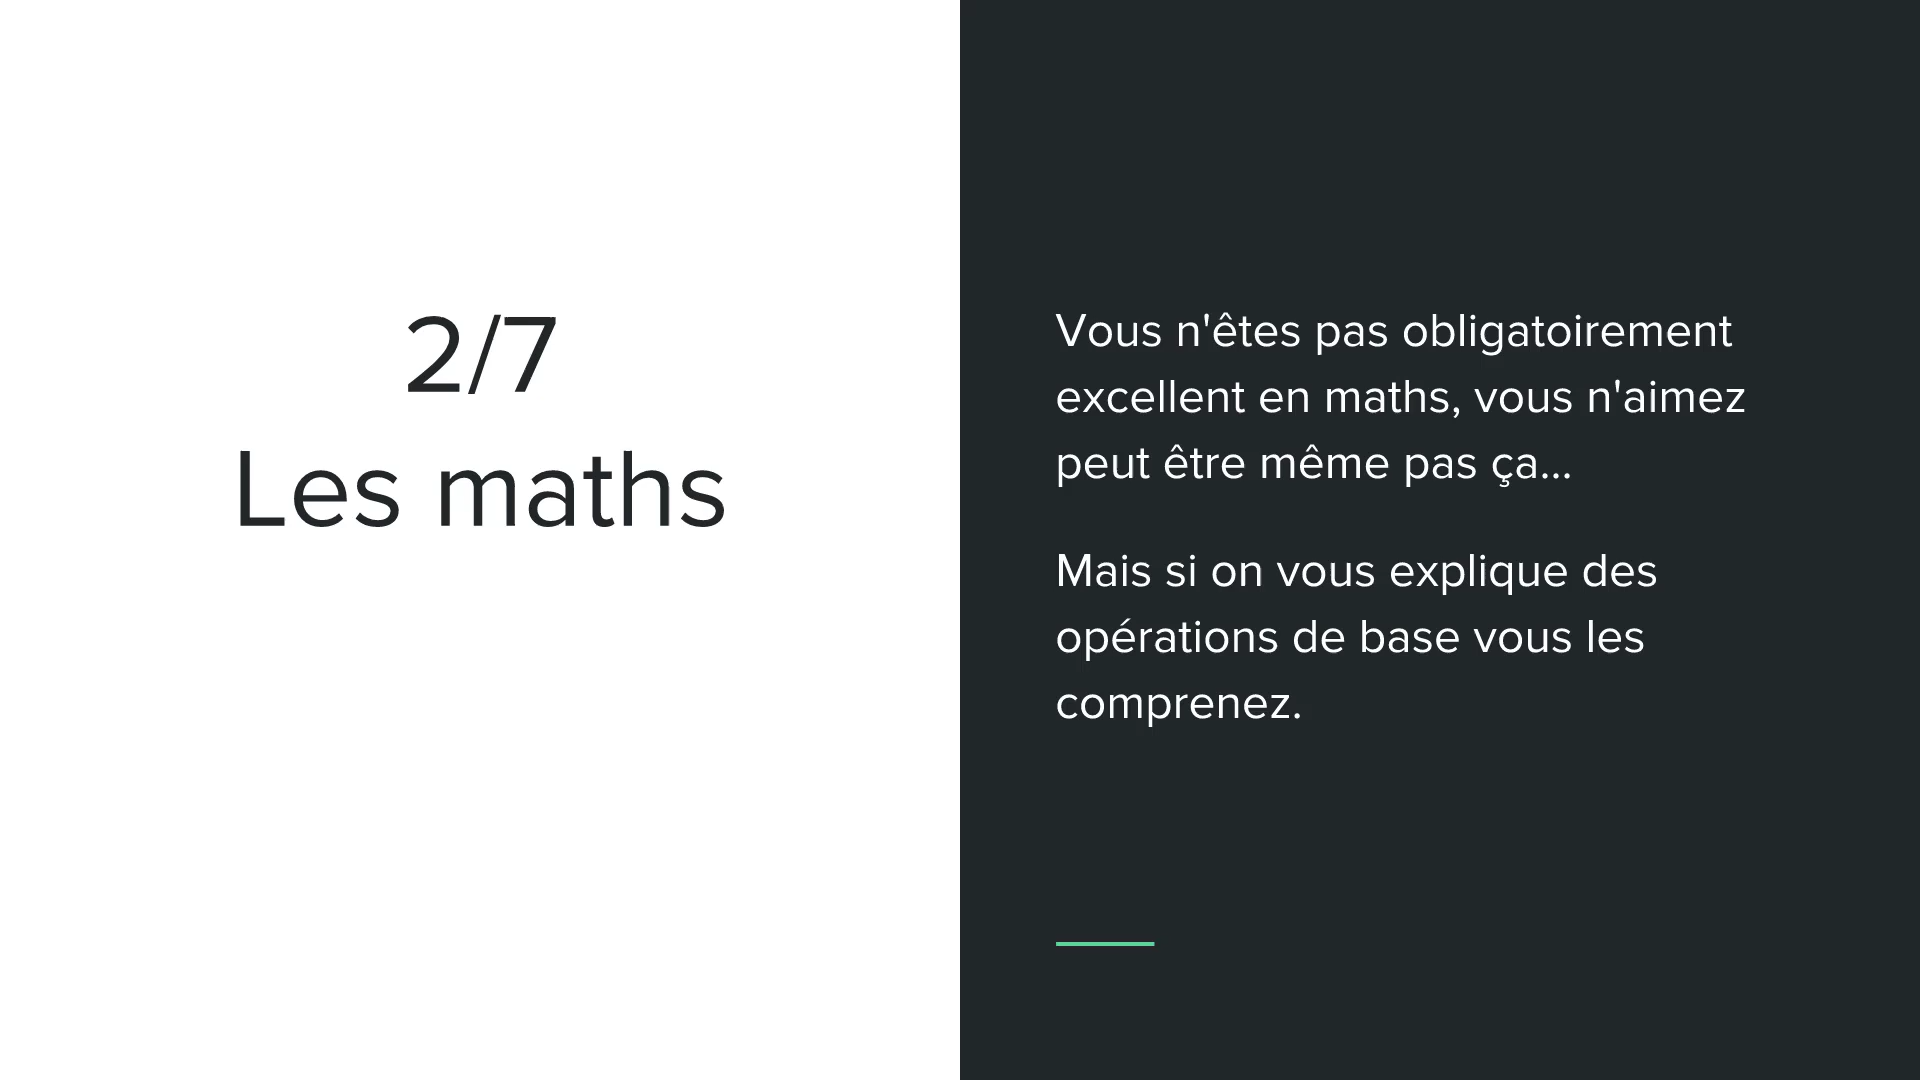 2/7
Les maths
Vous n'êtes pas obligatoirement
excellent en maths, vous n'aimez
peut être même pas ça...
Mais si on vous explique des
opérations de base vous les
comprenez.